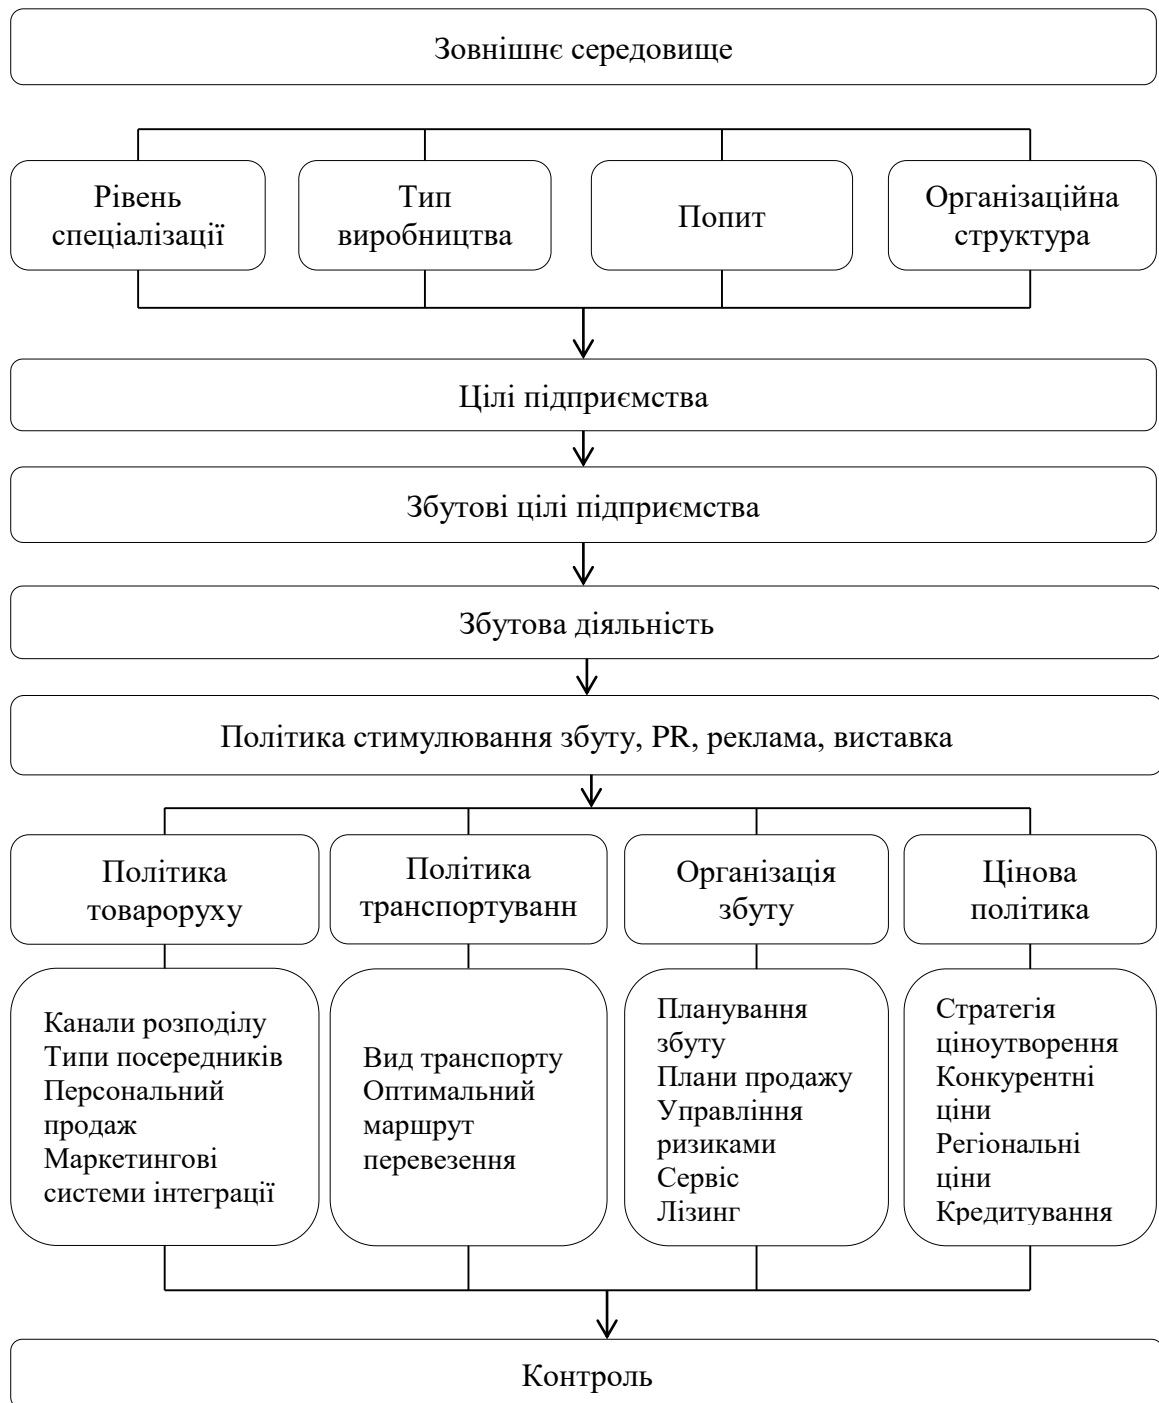 Зовнішнє середовище
Рівень
спеціалізації
Тип
виробництва
Попит
Організаційна
структура
Цілі підприємства
Збутові цілі підприємства
Збутова діяльність
Політика стимулювання збуту, PR, реклама, виставка
Політика
товароруху
Політика
транспортуванн
Організація
збуту
Цінова
політика
Канали розподілу
Типи посередників
Персональний
продаж
Маркетингові
системи інтеграції
Вид транспорту
Оптимальний
маршрут
перевезення
Планування
збуту
Плани продажу
Управління
ризиками
Сервіс
Лізинг
Стратегія
ціноутворення
Конкурентні
ціни
Регіональні
ціни
Кредитування
Контроль